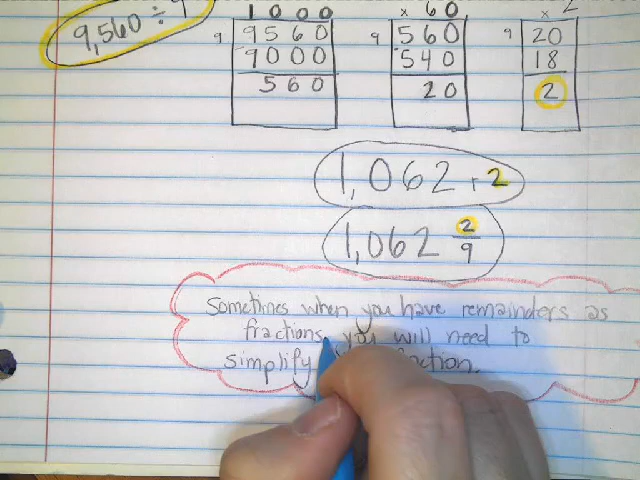 9,560 ÷ 9
1000
× 60
× 2
9 9560
9000
560
9 560
540
20
9 20
18
2
1,062 r 2
1,062 2/9
Sometimes when you have remainders as
fractions, you will need to
simplify fraction.